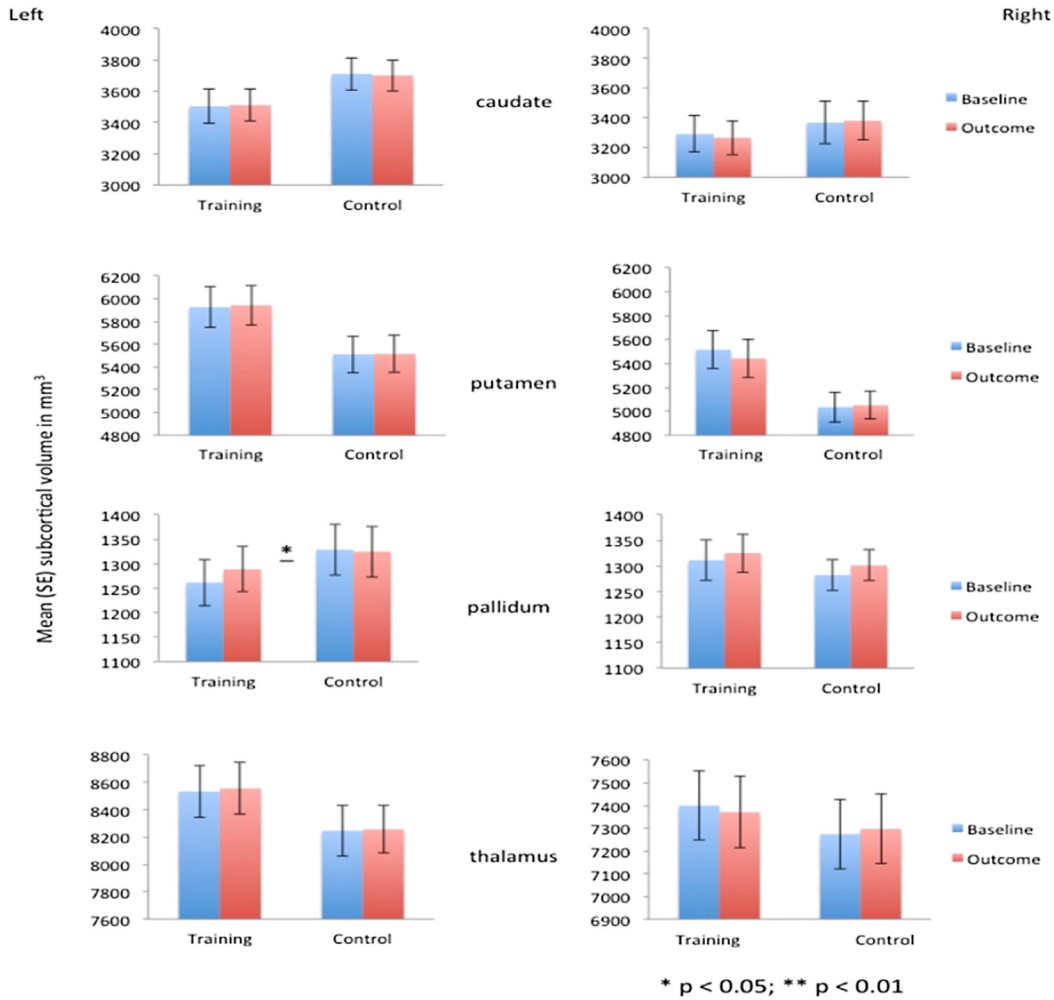 Left
Right
Mean (SE) subcortical volume in mm³
4000
3800
3600
3400
3200
3000
Training Control
caudate
4000
3800
3600
3400
3200
3000
Training Control
Baseline
Outcome
6200
6000
5800
5600
5400
5200
5000
4800
Training Control
putamen
6200
6000
5800
5600
5400
5200
5000
4800
Training Control
Baseline
Outcome
1400
1350
1300
1250
1200
1150
1100
*
Training Control
pallidum
1400
1350
1300
1250
1200
1150
1100
Training Control
Baseline
Outcome
8800
8600
8400
8200
8000
7800
7600
Training Control
thalamus
7600
7500
7400
7300
7200
7100
7000
6900
Training Control
Baseline
Outcome
* p < 0.05; ** p < 0.01